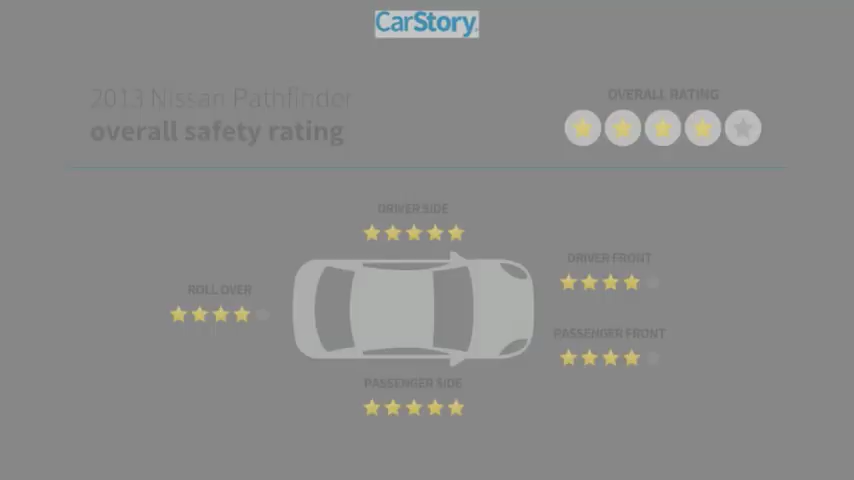 CarStory
2013 Nissan Pathfinder
overall safety rating
OVERALL RATING
DRIVER SIDE
DRIVER FRONT
ROLL OVER
PASSENGER FRONT
PASSENGER SIDE